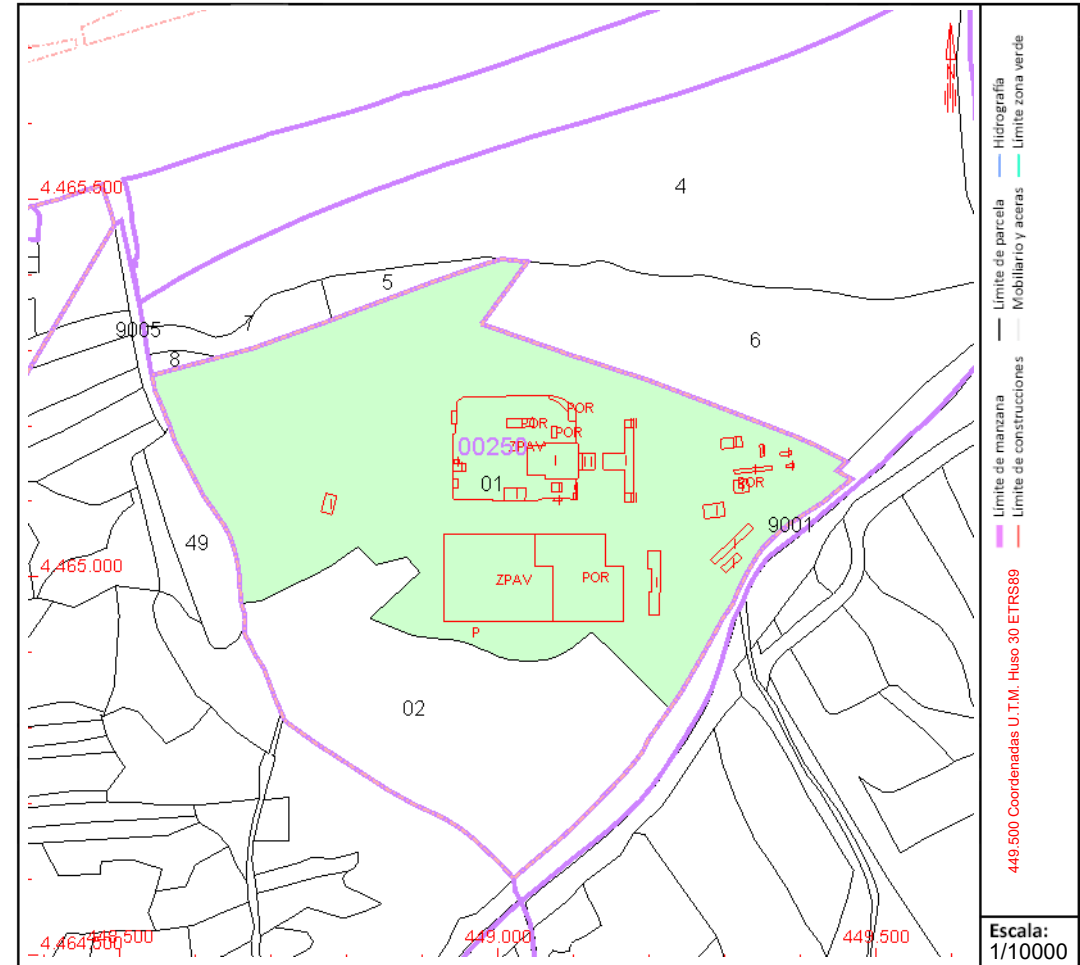 4.465.500
4
5
7
9005
8
6
POR
POR
POR
ZPAV
00250
01
POR
49
9001
4.465.000
ZPAV
POR
P
02
4.464.500
449.000
449.500
Hidrografía
Límite zona verde
Límite de parcela
Mobiliario y aceras
Límite de manzana
Límite de construcciones
449.500 Coordenadas U.T.M. Huso 30 ETRS89
Escala:
1/10000